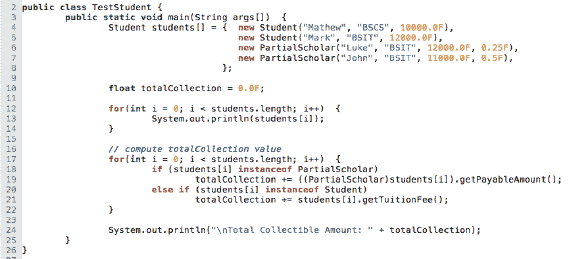 2 public class TestStudent {
3 public static void main(String args[]) {
4 Student students[] = { new Student("Mathew", "BSCS", 10000.0F),
5 new Student("Mark", "BSIT", 12000.0F),
6 new PartialScholar("Luke", "BSIT", 12000.0F, 0.25F),
7 new PartialScholar("John", "BSIT", 11000.0F, 0.5F),
8 };
9
10 float totalCollection = 0.0F;
11
12 for(int i = 0; i < students.length; i++) {
13 System.out.println(students[i]);
14 }
15
16 // compute totalCollection value
17 for(int i = 0; i < students.length; i++) {
18 if (students[i] instanceof PartialScholar)
19 totalCollection += ((PartialScholar)students[i]).getPayableAmount();
20 else if (students[i] instanceof Student)
21 totalCollection += students[i].getTuitionFee();
22 }
23
24 System.out.println("\nTotal Collectible Amount: " + totalCollection);
25 }
26 }